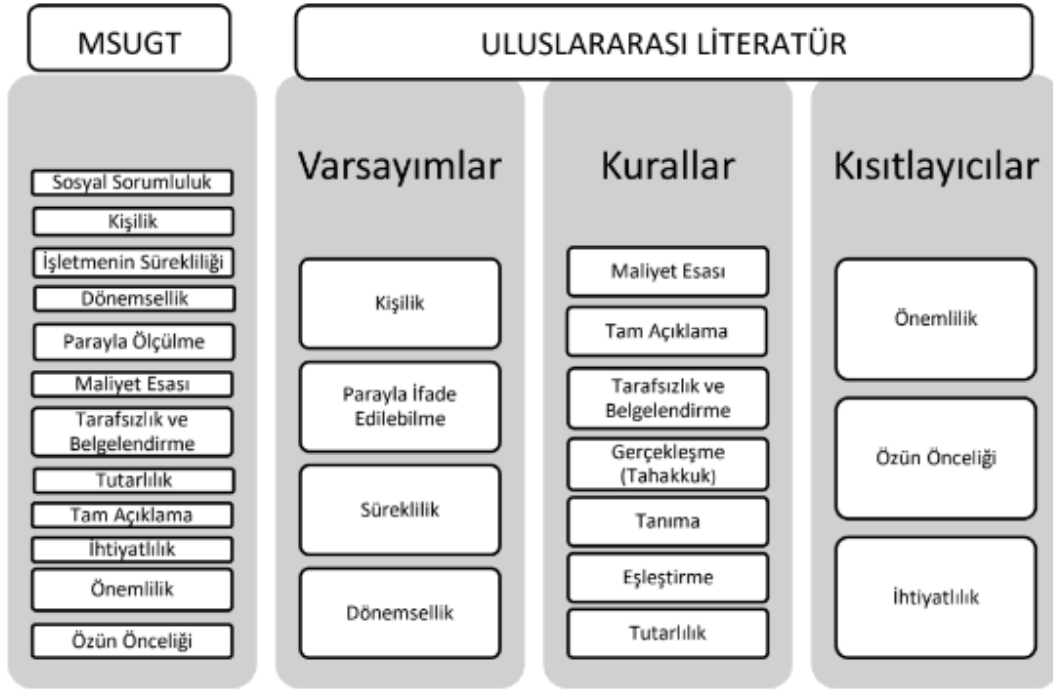 MSUGT
ULUSLARARASI LİTERATÜR
Sosyal Sorumluluk
Kişilik
İşletmenin Sürekliliği
Dönemsellik
Parayla Ölçülme
Maliyet Esası
Tarafsızlık ve
Belgelendirme
Tutarlılık
Tam Açıklama
İhtiyatlılık
Önemlilik
Özün Önceliği
Varsayımlar
Kişilik
Parayla İfade
Edilebilme
Süreklilik
Dönemsellik
Kurallar
Maliyet Esası
Tam Açıklama
Tarafsızlık ve
Belgelendirme
Gerçekleşme
(Tahakkuk)
Tanıma
Eşleştirme
Tutarlılık
Kısıtlayıcılar
Önemlilik
Özün Önceliği
İhtiyatlılık